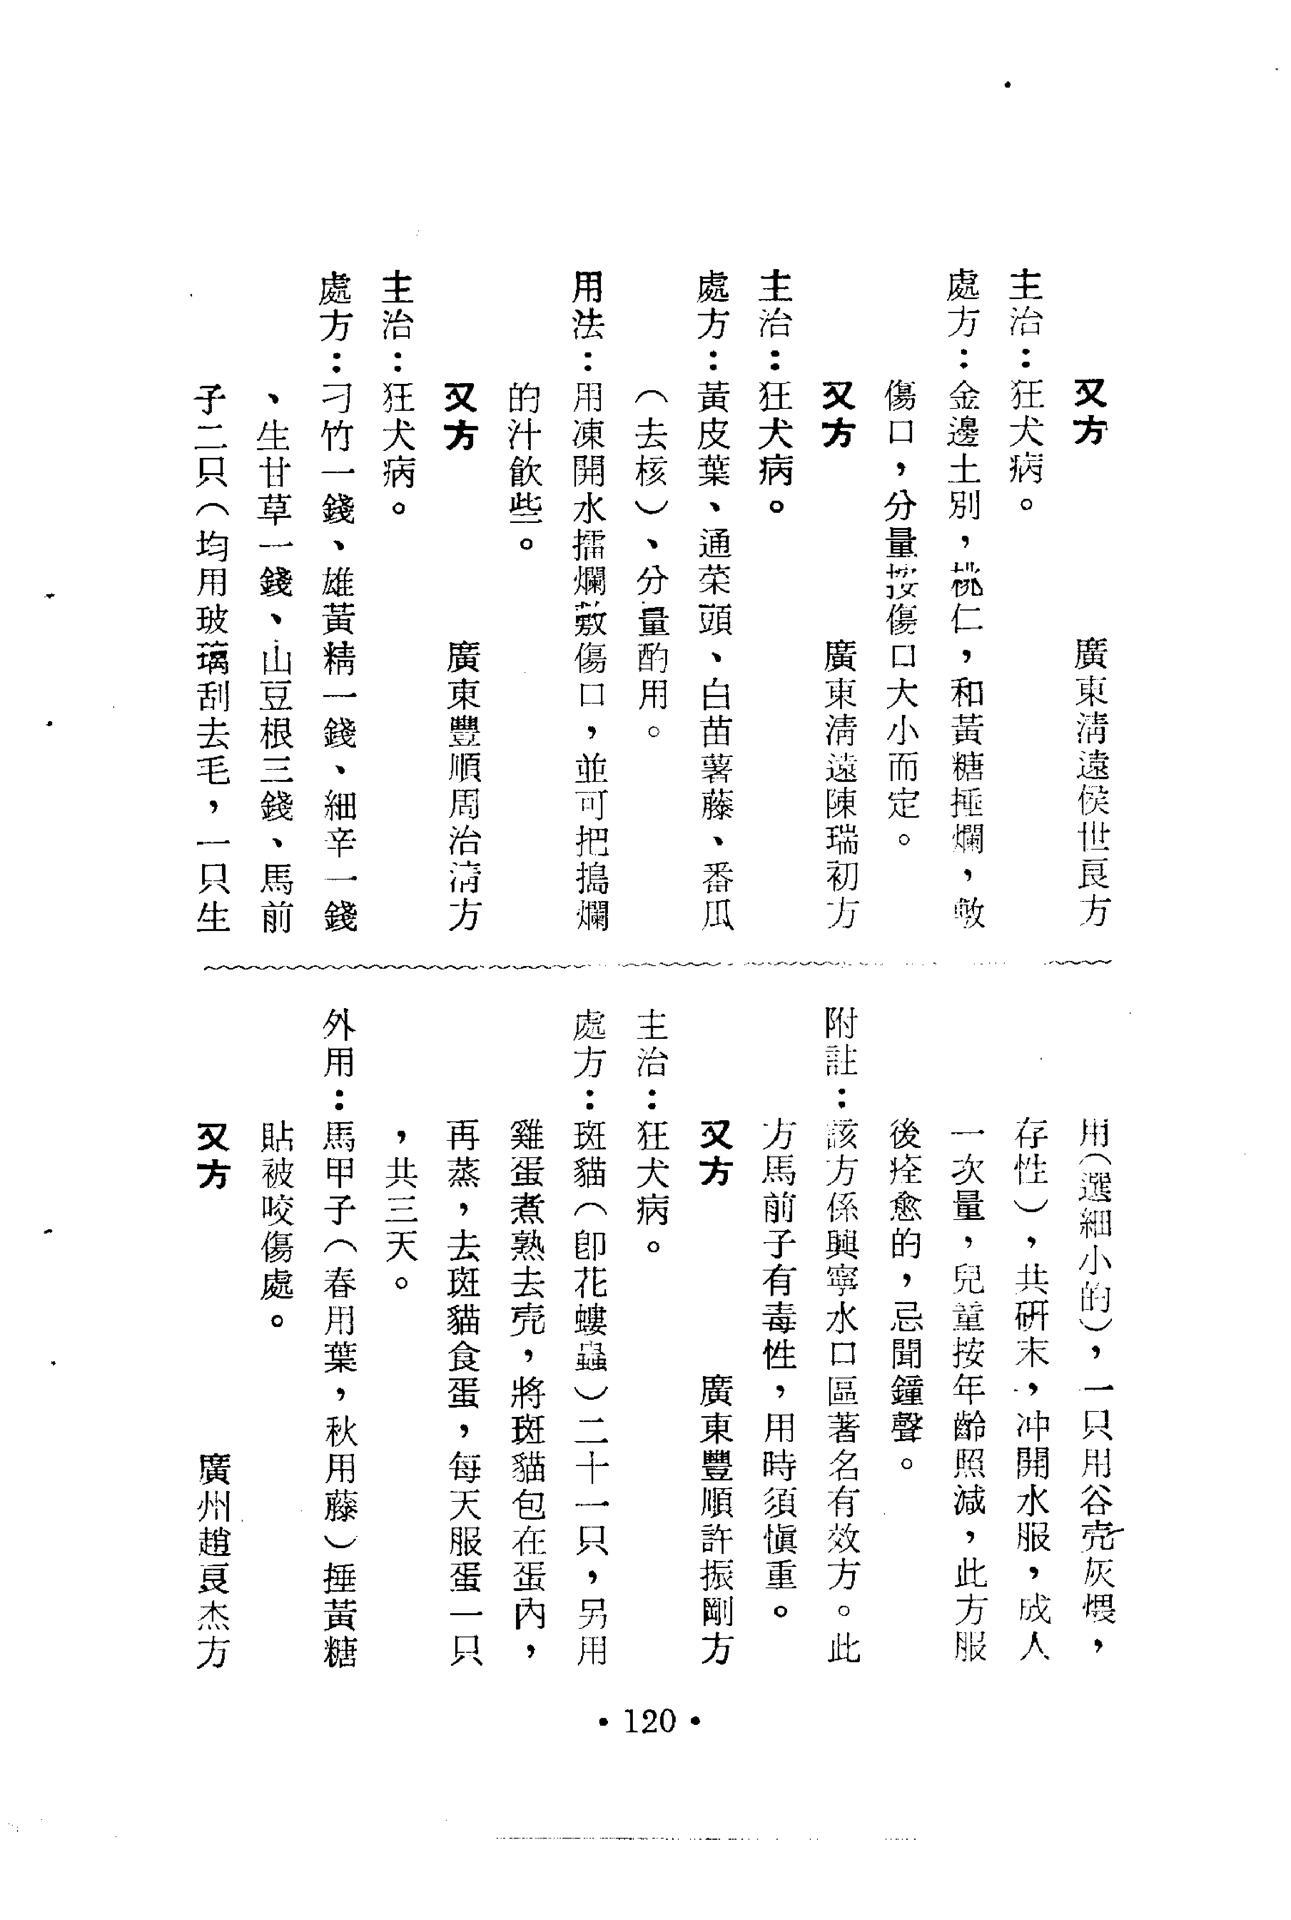 又方　廣東淸遠侯世良方
主治：狂犬病。
處方：金邊土別，桃仁，和黃糖捶爛，敷
傷口，分量按傷口大小而定。
又方　廣東淸遠陳瑞初方
主治：狂犬病。
處方：黃皮葉、通菜頭、白苗薯藤、番瓜
（去核）、分量酌用。
用法：用凍開水擂爛敷傷口，並可把搗爛
的汁飮些。
又方　廣東豐順周治淸方
主治：狂犬病。
處方：刁竹一錢、雄黃精一錢、細辛一錢
、生甘草一錢、山豆根三錢、馬前
子二只（均用玻璃刮去毛，一只生
用（選細小的），一只用谷壳灰煨，
存性），共研末，冲開水服，成人
一次量，兒童按年齡照減，此方服
後痊愈的，忌聞鐘聲。
附註：該方係興寧水口區著名有效方。此
方馬前子有毒性，用時須愼重。
又方　廣東豐順許振剛方
主治：狂犬病。
處方：斑貓（卽花螻蟲）二十一只，另用
雞蛋煮熟去壳，將斑貓包在蛋內，
再蒸，去斑貓食蛋，每天服蛋一只
，共三天。
外用：馬甲子（春用葉，秋用藤）捶黃糖
貼被咬傷處。
又方　廣州趙良杰方
• 120 •